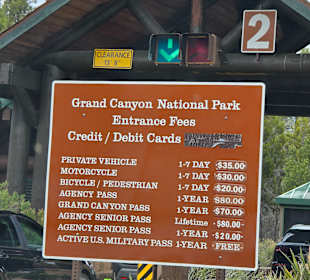 2
CLEARANCE
13' 9"
Grand Canyon National Park
Entrance Fees
Credit / Debit Cards
PRIVATE VEHICLE 1-7 DAY $35.00
MOTORCYCLE 1-7 DAY $30.00
BICYCLE / PEDESTRIAN 1-7 DAY $20.00
AGENCY PASS 1-YEAR $80.00
GRAND CANYON PASS 1-YEAR $70.00
AGENCY SENIOR PASS Lifetime $80.00
AGENCY SENIOR PASS 1-YEAR $20.00
ACTIVE U.S. MILITARY PASS 1-YEAR FREE